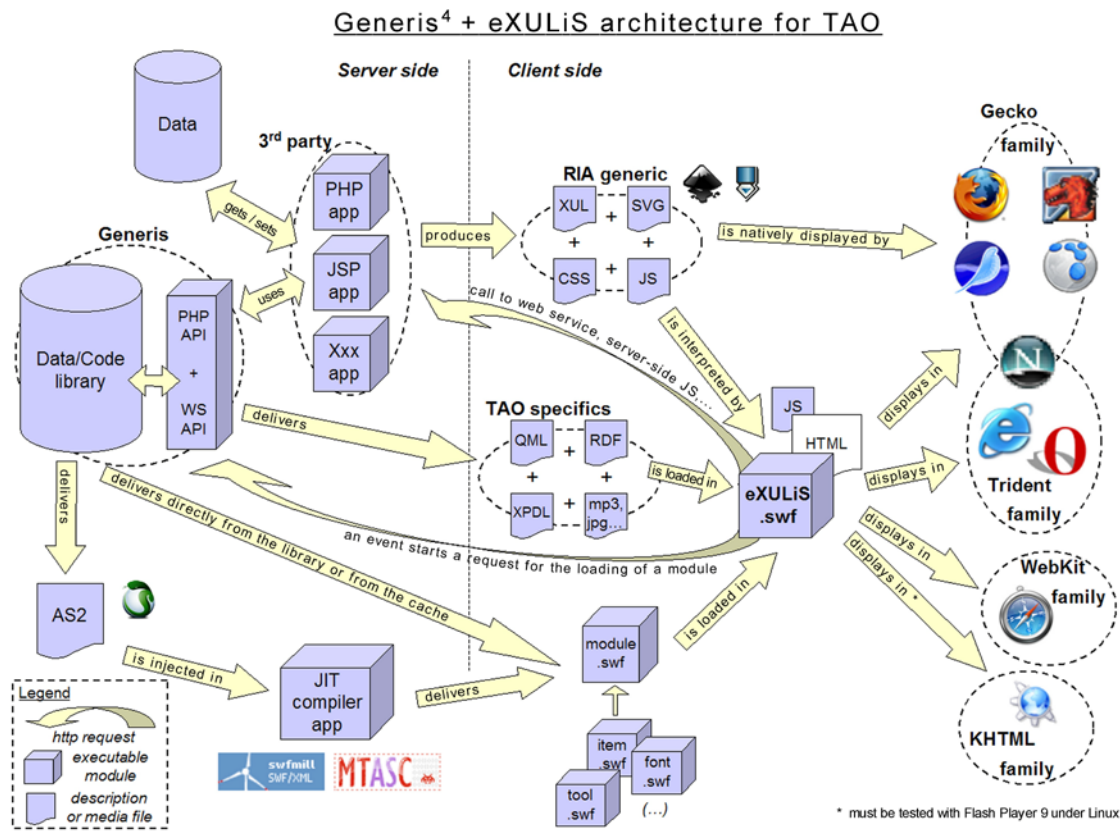 Generis⁴ + eXULiS architecture for TAO
Server side
Client side
Data
3rd party
PHP
app
JSP
app
Xxx
app
gets / sets
uses
Generis
Data/Code
library
PHP
API
+
WS
API
produces
RIA generic
XUL
+
SVG
+
+
CSS
+
JS
is natively displayed by
Gecko
family
call to web service, server-side JS,...
is interpreted by
delivers
TAO specifics
QML
+
RDF
+
+
XPDL
+
mp3,
jpg...
is loaded in
JS
HTML
eXULiS
.swf
displays in
displays in
displays in
displays in *
N
Trident
family
WebKit
family
KHTML
family
delivers
delivers directly from the library or from the cache
an event starts a request for the loading of a module
AS2
is injected in
JIT
compiler
app
delivers
module
.swf
is loaded in
item
.swf
font
.swf
tool
.swf
(...)
swfmill
SWF/XML
MTASC
Legend
http request
executable
module
description
or media file
* must be tested with Flash Player 9 under Linux